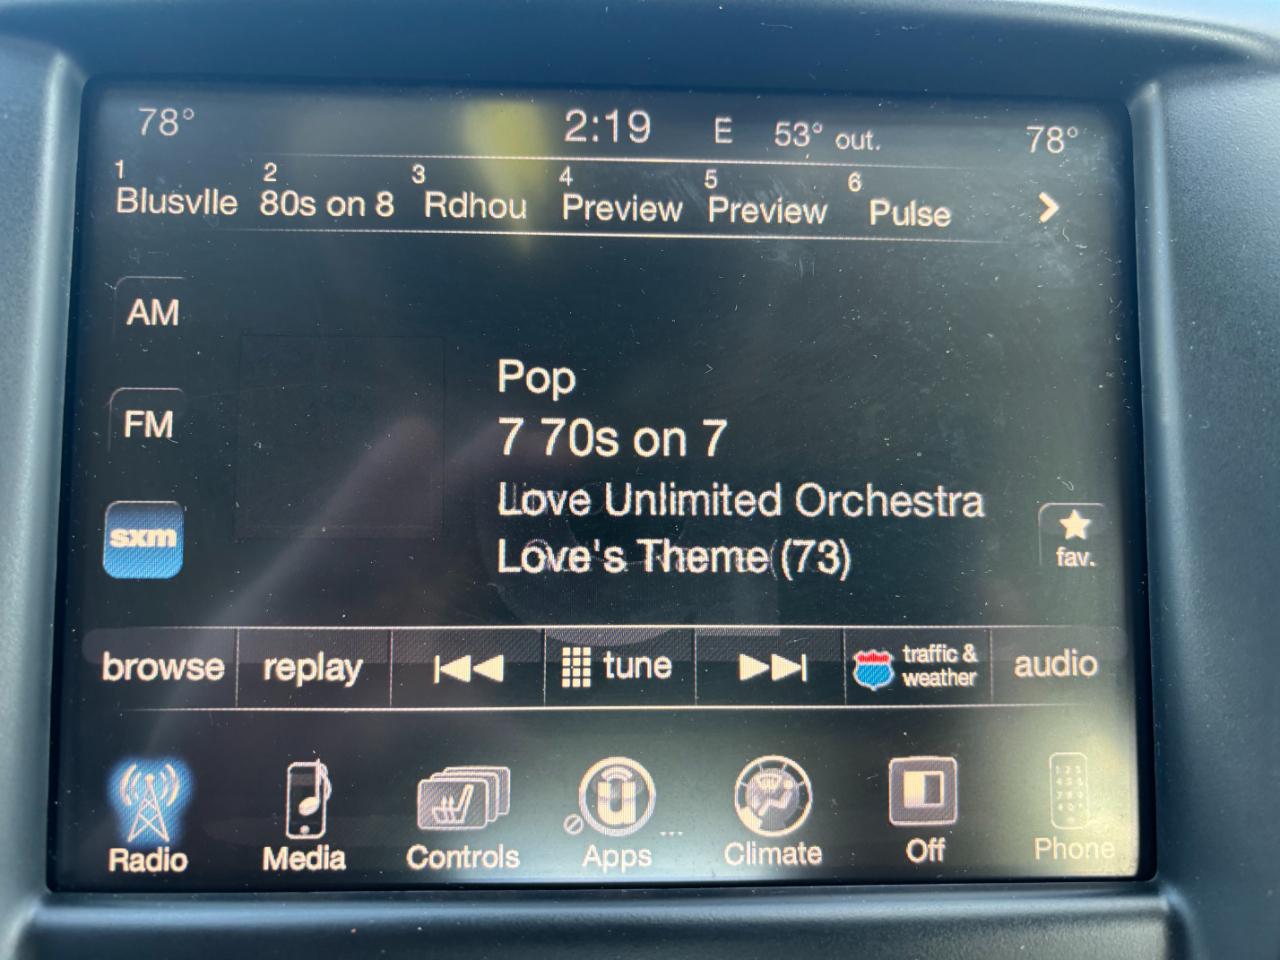 78° 2:19 E 53° out. 78°
1 2 3 4 5 6
Blusvlle 80s on 8 Rdhou Preview Preview Pulse
AM
Pop
FM
7 70s on 7
Love Unlimited Orchestra
sxm
Love's Theme (73)
fav.
browse replay tune traffic & weather audio
Radio Media Controls Apps ... Climate Off Phone